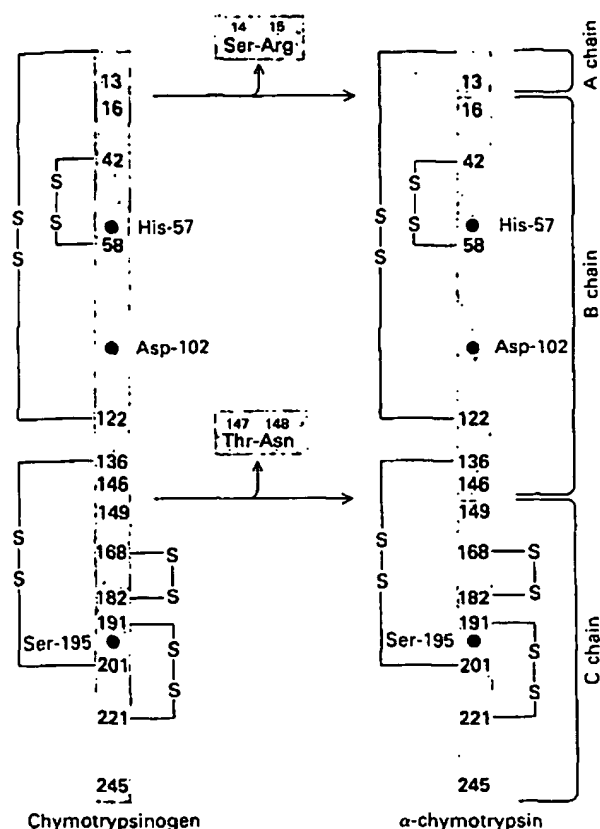 14 15
Ser-Arg
13
16
42
S
S
His-57
58
S
S
Asp-102
122
147 148
Thr-Asn
136
146
149
168
S
S
182
S
S
191
Ser-195
201
S
S
221
245
Chymotrypsinogen
13
16
42
S
S
His-57
58
S
S
Asp-102
122
136
146
149
168
S
S
182
S
S
191
Ser-195
201
S
S
221
245
α-chymotrypsin
A chain
B chain
C chain